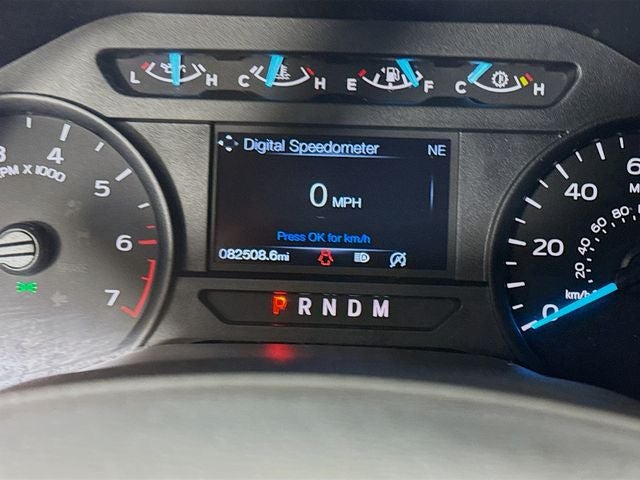 L H C H E F C H
Digital Speedometer NE
0 MPH
Press OK for km/h
082508.6mi
P R N D M
4
5
6
7
X 1000
0 20 40
20 40 60 80
km/h